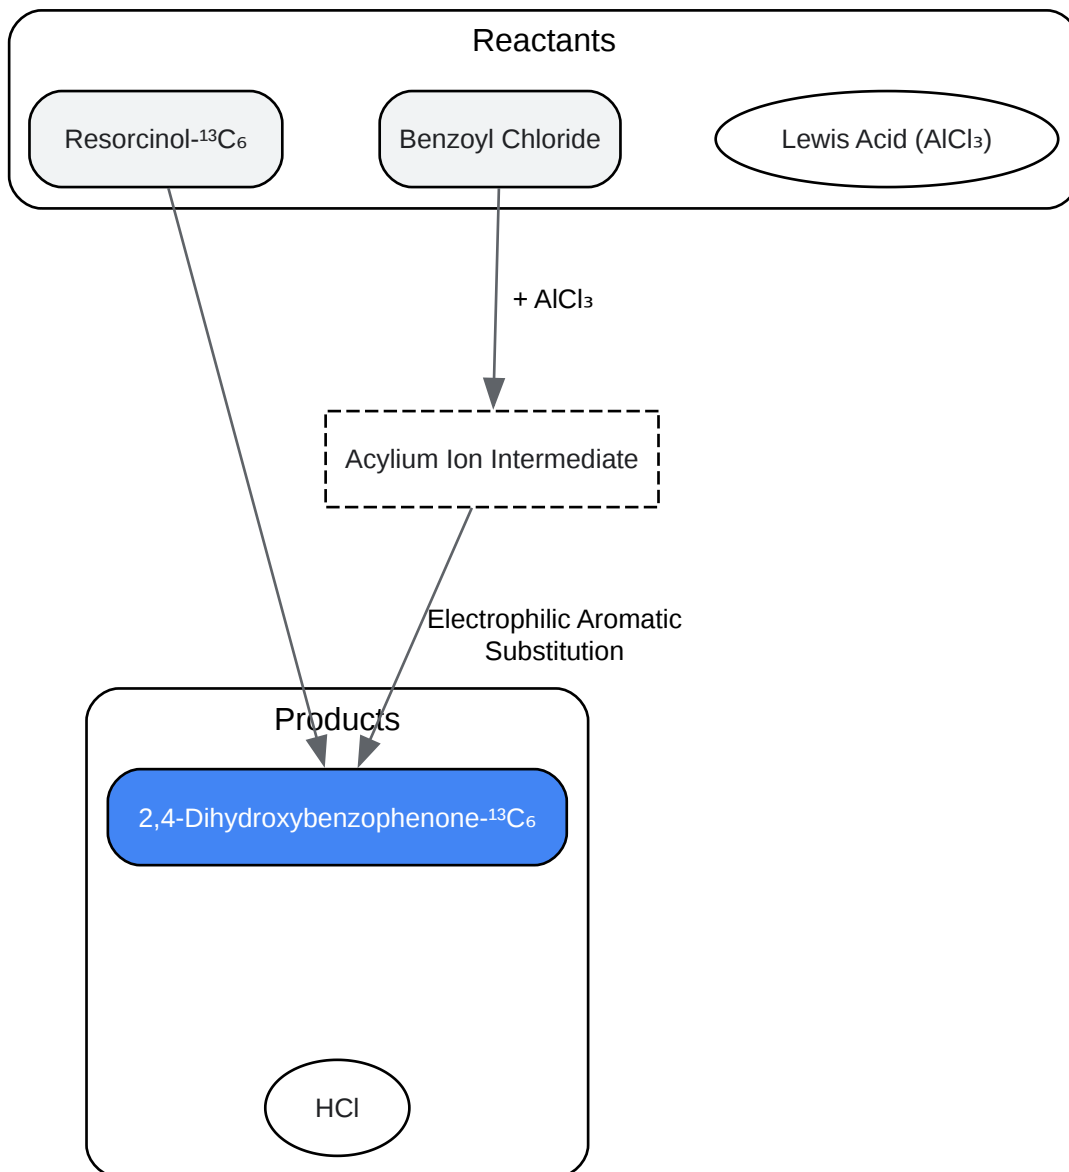 Reactants
Resorcinol-¹³C₆
Benzoyl Chloride
Lewis Acid (AlCl₃)
+ AlCl₃
Acylium Ion Intermediate
Electrophilic Aromatic
Substitution
Products
2,4-Dihydroxybenzophenone-¹³C₆
HCl